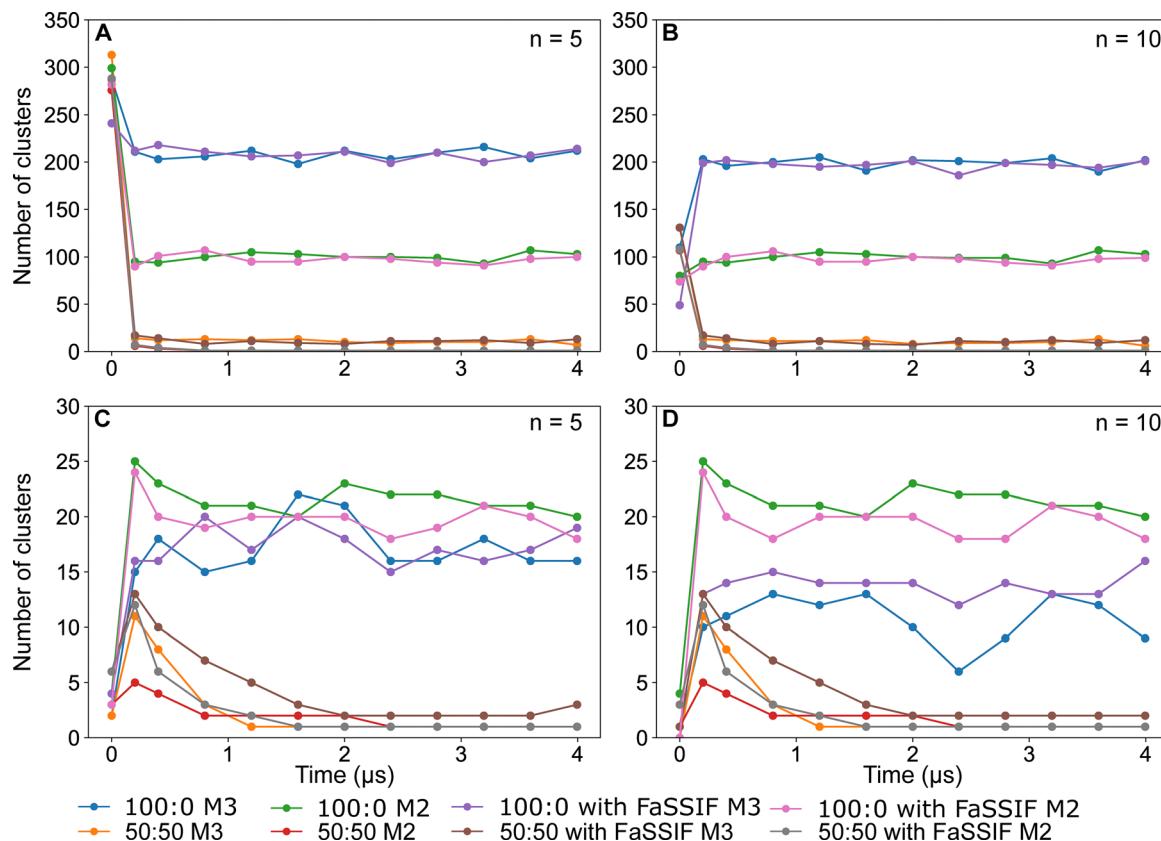 A
n = 5
B
n = 10
Number of clusters
350
300
250
200
150
100
50
0
350
300
250
200
150
100
50
0
0 1 2 3 4
0 1 2 3 4
C
n = 5
D
n = 10
Number of clusters
30
25
20
15
10
5
0
30
25
20
15
10
5
0
0 1 2 3 4
0 1 2 3 4
Time (µs)
Time (µs)
100:0 M3 100:0 M2 100:0 with FaSSIF M3 100:0 with FaSSIF M2
50:50 M3 50:50 M2 50:50 with FaSSIF M3 50:50 with FaSSIF M2